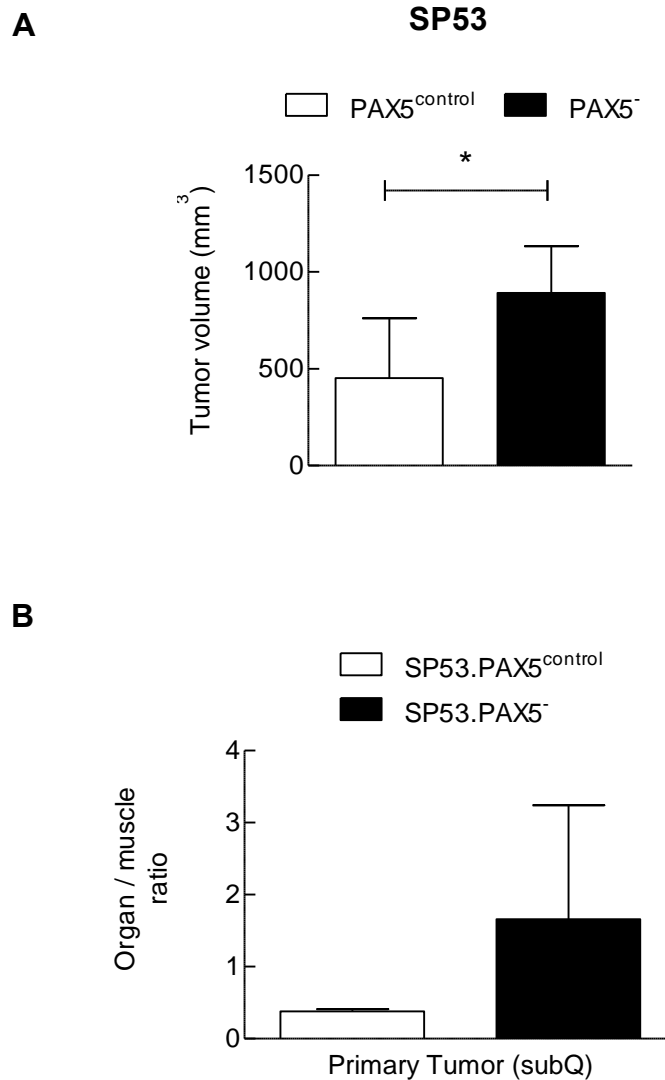 A
SP53
PAX5control PAX5-
*
1500
1000
500
0
Tumor volume (mm3)
B
SP53.PAX5control
SP53.PAX5-
4
3
2
1
0
Organ / muscle
ratio
Primary Tumor (subQ)